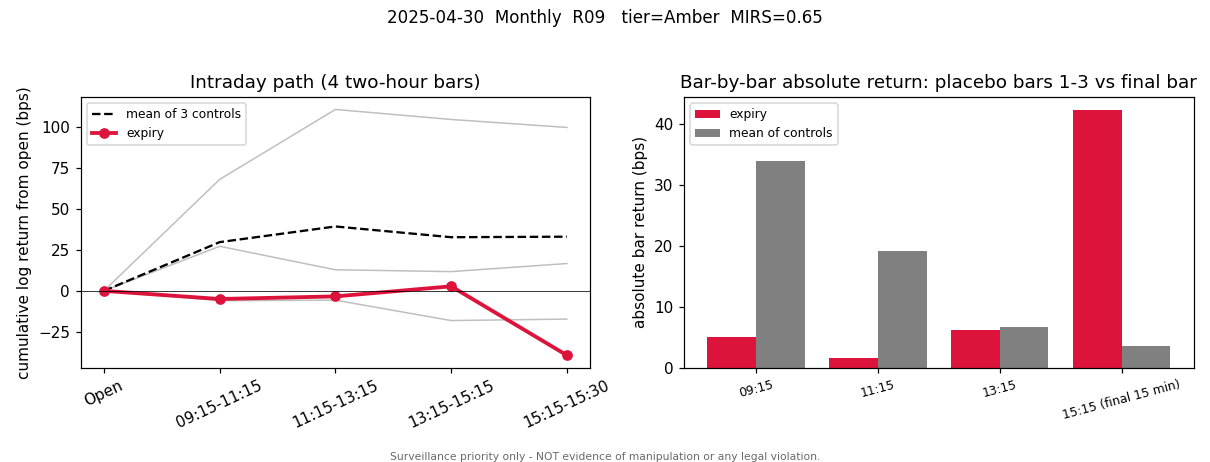 2025-04-30  Monthly  R09   tier=Amber  MIRS=0.65
Intraday path (4 two-hour bars)
cumulative log return from open (bps)
100
75
50
25
0
−25
mean of 3 controls
expiry
Open
09:15-11:15
11:15-13:15
13:15-15:15
15:15-15:30
Bar-by-bar absolute return: placebo bars 1-3 vs final bar
absolute bar return (bps)
40
30
20
10
0
expiry
mean of controls
09:15
11:15
13:15
15:15 (final 15 min)
Surveillance priority only - NOT evidence of manipulation or any legal violation.